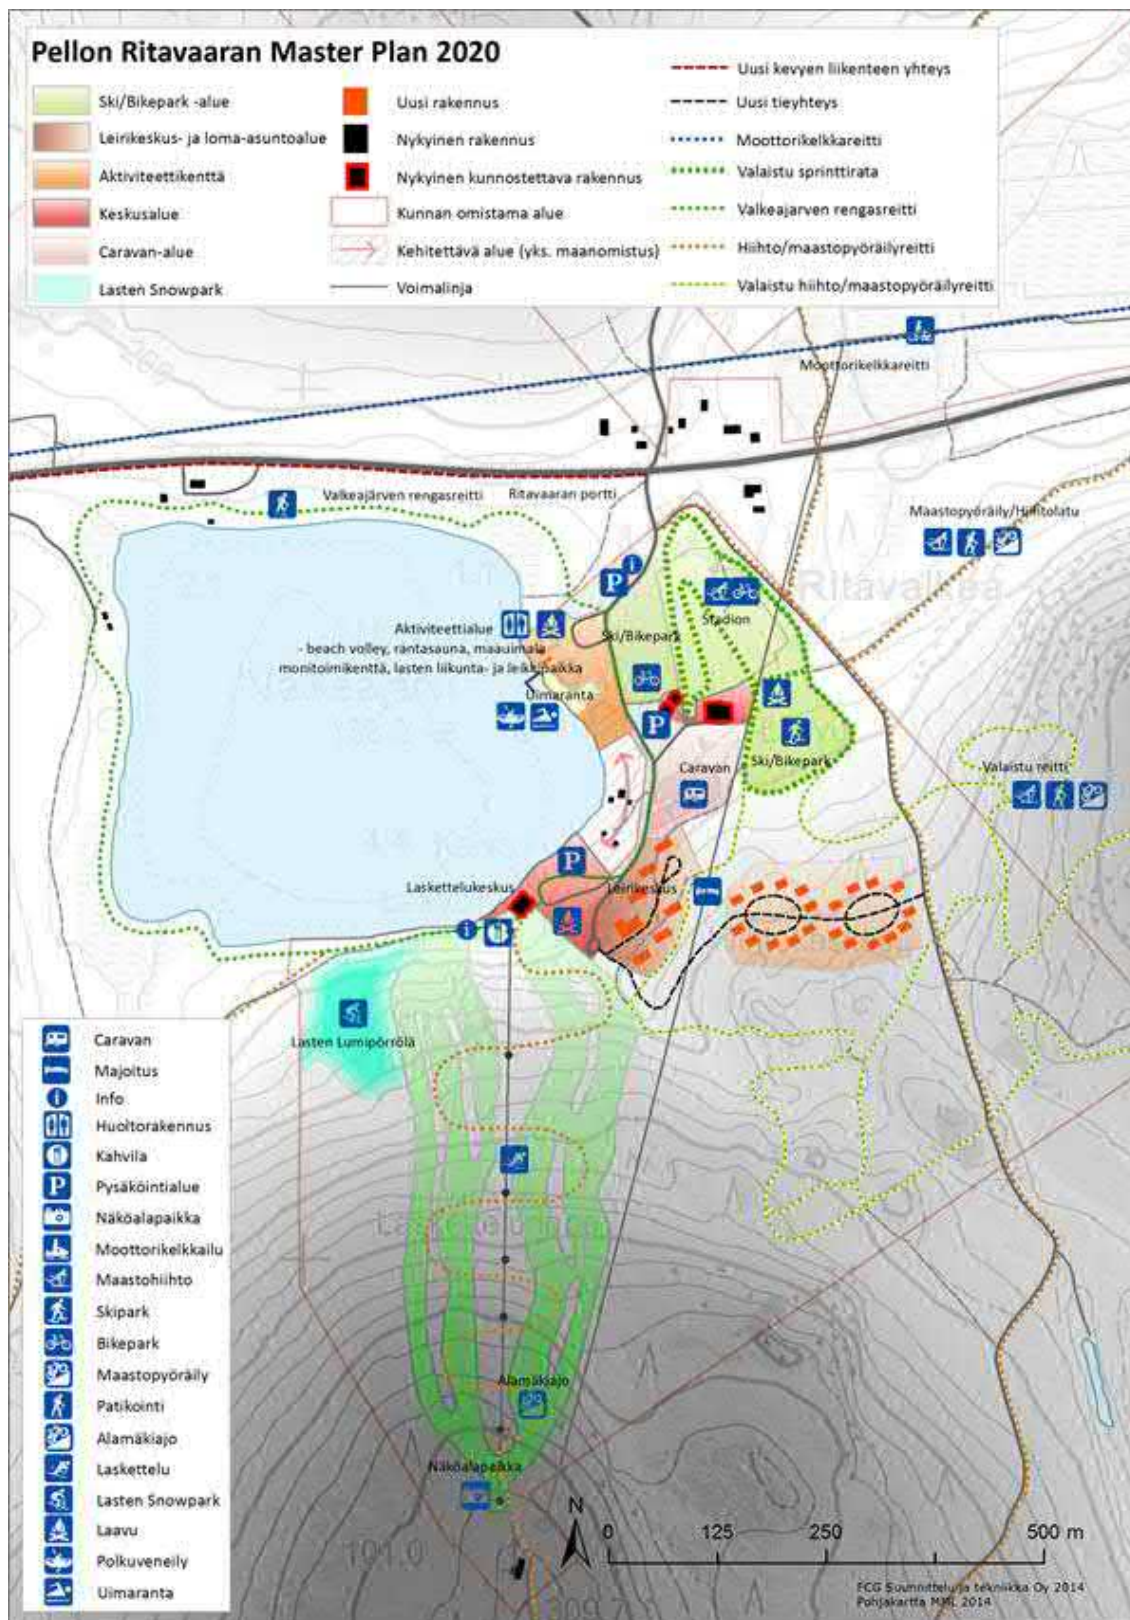 Pellon Ritavaaran Master Plan 2020
Ski/Bikepark -alue
Leirikeskus- ja loma-asuntoalue
Aktiviteettikenttä
Keskusalue
Caravan-alue
Lasten Snowpark
Uusi rakennus
Nykyinen rakennus
Nykyinen kunnostettava rakennus
Kunnan omistama alue
Kehitettävä alue (yks. maanomistus)
Voimalinja
Uusi kevyen liikenteen yhteys
Uusi tieyhteys
Moottorikelkkareitti
Valaistu sprinttirata
Valkeajarven rengasreitti
Hiihto/maastopyöräilyreitti
Valaistu hiihto/maastopyöräilyreitti
Moottorikelkkareitti
Valkeajärven rengasreitti
Ritavaaran portti
Maastopyöräily/Hiihtolatu
Ritavalkea
P
i
Aktiviteettialue
- beach volley, rantasauna, maauimala
monitoimikenttä, lasten liikunta- ja leikkipaikka
Uimaranta
Ski/Bikepark
Stadion
P
Ski/Bikepark
Caravan
Valaistu reitti
P
Laskettelukeskus
Leirikeskus
i
Lasten Lumipörrölä
Alamäkiajo
Näköalapaikka
Caravan
Majoitus
i Info
Huoltorakennus
Kahvila
P Pysäköintialue
Näköalapaikka
Moottorikelkkailu
Maastohiihto
Skipark
Bikepark
Maastopyöräily
Patikointi
Alamäkiajo
Laskettelu
Lasten Snowpark
Laavu
Polkuveneily
Uimaranta
N
0 125 250 500 m
FCG Suunnittelu ja tekniikka Oy 2014
Pohjakartta MML 2014